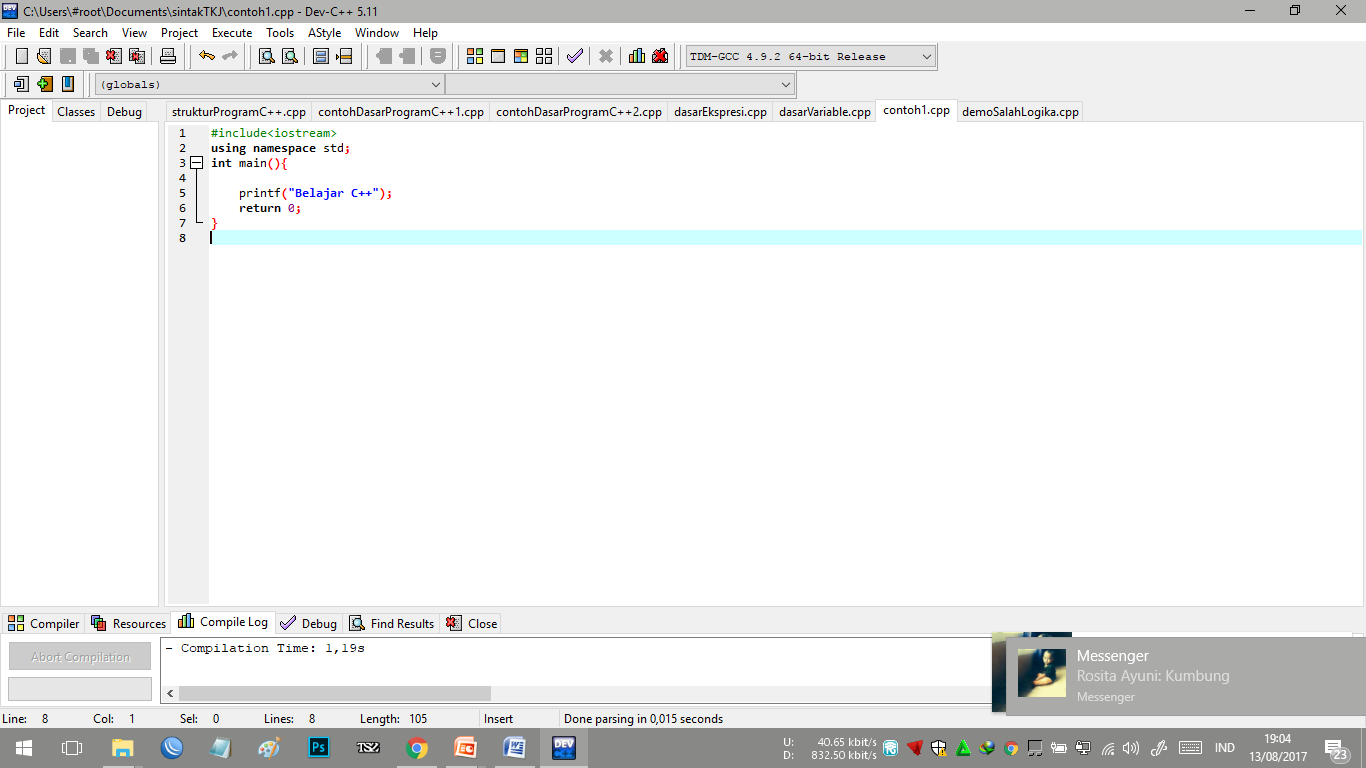 C:\Users\#root\Documents\sintakTKJ\contoh1.cpp - Dev-C++ 5.11
File Edit Search View Project Execute Tools AStyle Window Help
TDM-GCC 4.9.2 64-bit Release
(globals)
Project Classes Debug
strukturProgramC++.cpp contohDasarProgramC++1.cpp contohDasarProgramC++2.cpp dasarEkspresi.cpp dasarVariable.cpp contoh1.cpp demoSalahLogika.cpp
1 #include<iostream>
2 using namespace std;
3 int main(){
4
5 printf("Belajar C++");
6 return 0;
7 }
8
Compiler Resources Compile Log Debug Find Results Close
Abort Compilation
- Compilation Time: 1,19s
Messenger
Rosita Ayuni: Kumbung
Messenger
Line: 8 Col: 1 Sel: 0 Lines: 8 Length: 105 Insert Done parsing in 0,015 seconds
Ps TSZ DEV C++
U: 40.65 kbit/s
D: 832.50 kbit/s
IND
19:04
13/08/2017
23